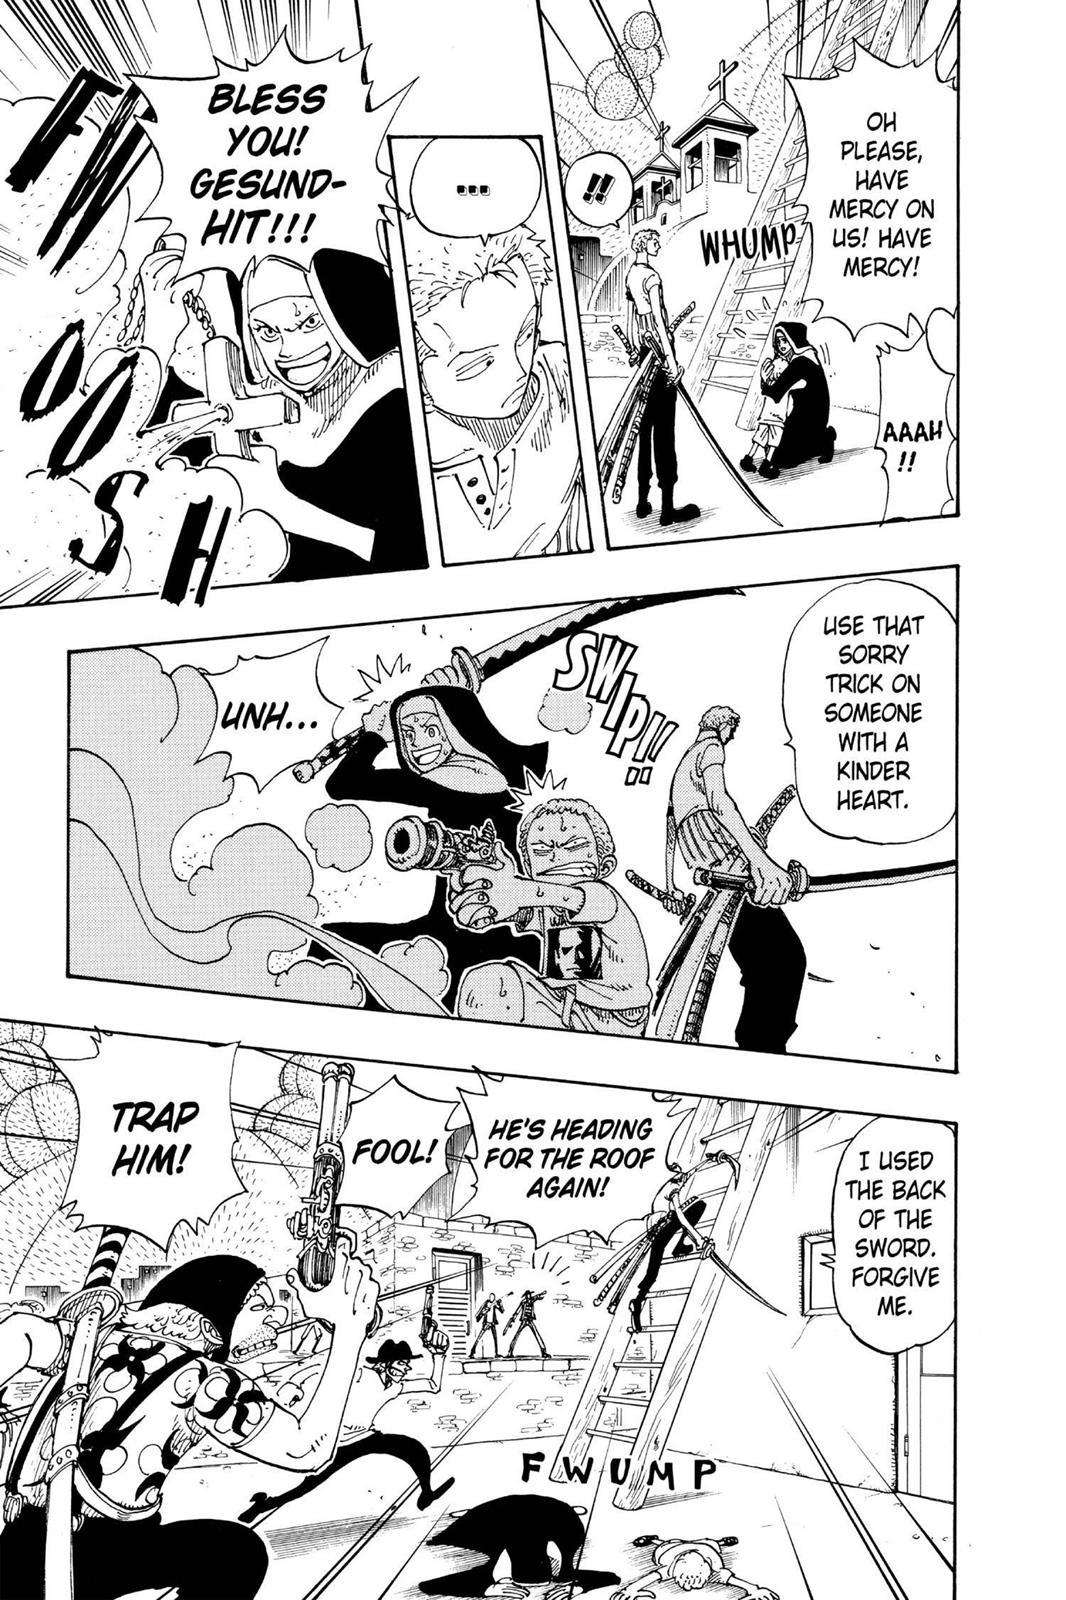 OH
PLEASE,
HAVE
MERCY ON
US! HAVE
MERCY!
!!
WHUMP
AAAH
!!
...
BLESS
YOU!
GESUND-
HIT!!!
FWOOOSH
USE THAT
SORRY
TRICK ON
SOMEONE
WITH A
KINDER
HEART.
SWIP!!
UNH...
I USED
THE BACK
OF THE
SWORD.
FORGIVE
ME.
HE'S HEADING
FOR THE ROOF
AGAIN!
FOOL!
TRAP
HIM!
FWUMP